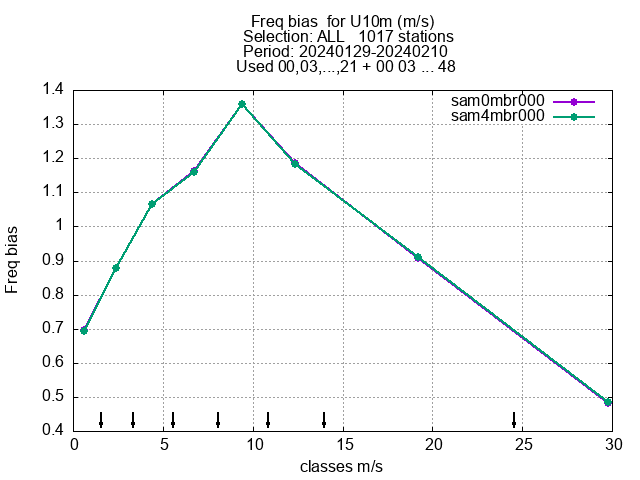 Freq bias  for U10m (m/s)
Selection: ALL   1017 stations
Period: 20240129-20240210
Used 00,03,...,21 + 00 03 ... 48
sam0mbr000
sam4mbr000
1.4
1.3
1.2
1.1
1
0.9
0.8
0.7
0.6
0.5
0.4
Freq bias
0 5 10 15 20 25 30
classes m/s